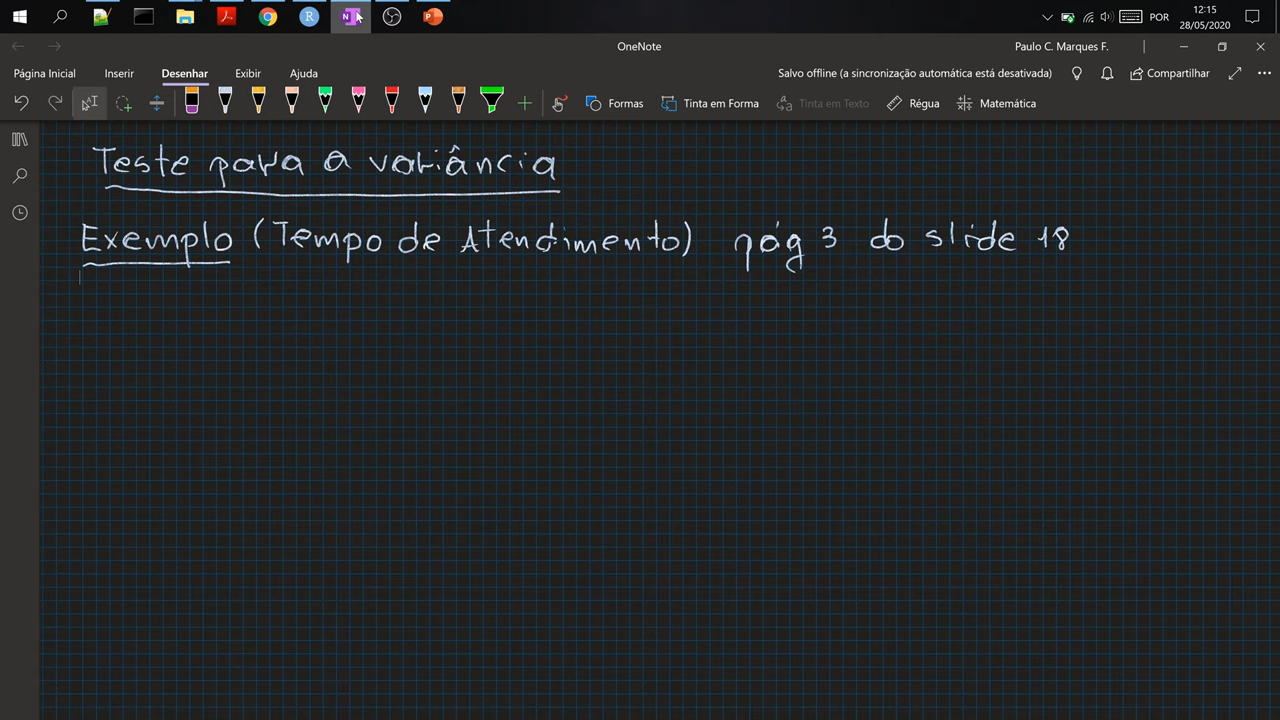 12:15
POR
28/05/2020
OneNote
Paulo C. Marques F.
Página Inicial Inserir Desenhar Exibir Ajuda
Salvo offline (a sincronização automática está desativada)
Compartilhar
Formas
Tinta em Forma
Tinta em Texto
Régua
Matemática
Teste para a variância
Exemplo (Tempo de Atendimento) pág 3 do slide 18